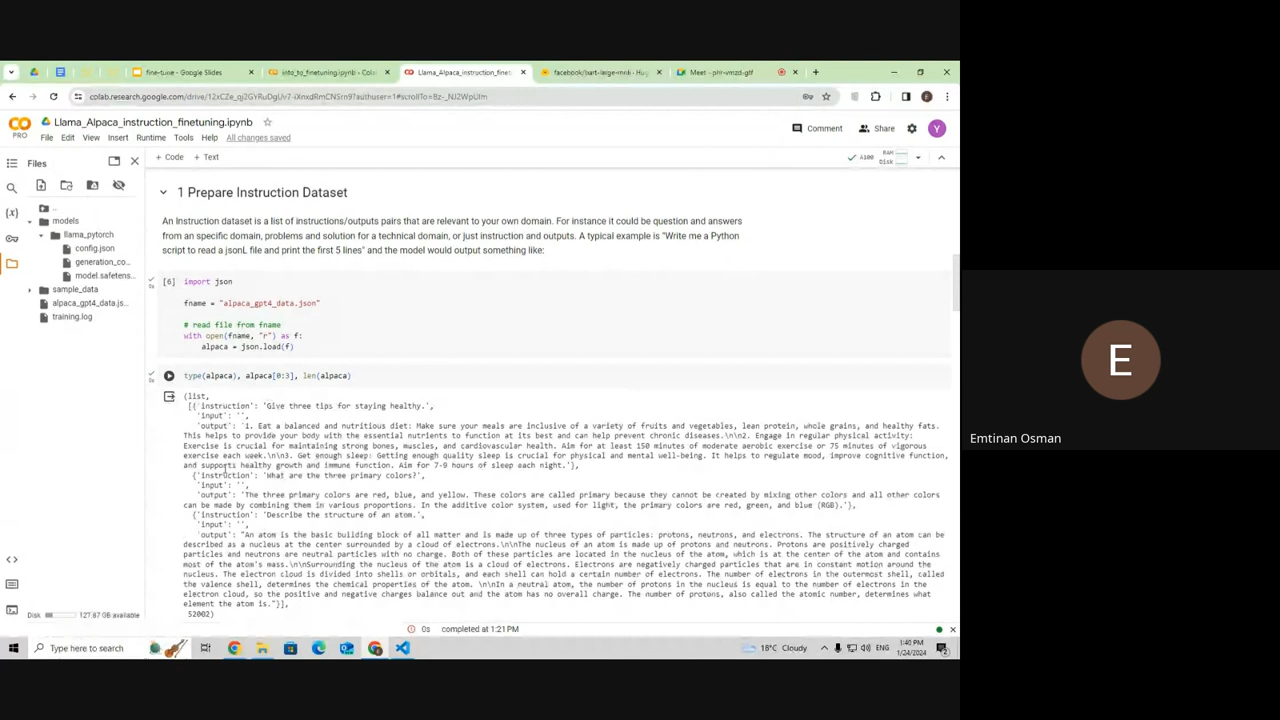 fine-tune - Google Slides
into_to_finetuning.ipynb - Cola
Llama_Alpaca_instruction_finet
facebook/bart-large-mnli - Hug
Meet -
PRO
Llama_Alpaca_instruction_finetuning.ipynb
File Edit View Insert Runtime Tools Help All changes saved
Comment Share Y
Files
+ Code + Text
A100 RAM
Disk
..
models
llama_pytorch
config.json
generation_co...
model.safetens...
sample_data
alpaca_gpt4_data.js...
training.log
Disk 127.87 GB available
1 Prepare Instruction Dataset
An Instruction dataset is a list of instructions/outputs pairs that are relevant to your own domain. For instance it could be question and answers
from an specific domain, problems and solution for a technical domain, or just instruction and outputs. A typical example is "Write me a Python
script to read a jsonL file and print the first 5 lines" and the model would output something like:
[6] import json
fname = "alpaca_gpt4_data.json"
# read file from fname
with open(fname, "r") as f:
alpaca = json.load(f)
type(alpaca), alpaca[0:3], len(alpaca)
(list,
[{'instruction': 'Give three tips for staying healthy.',
'input': '',
'output': '1. Eat a balanced and nutritious diet: Make sure your meals are inclusive of a variety of fruits and vegetables, lean protein, whole grains, and healthy fats.
This helps to provide your body with the essential nutrients to function at its best and can help prevent chronic diseases.\n\n2. Engage in regular physical activity:
Exercise is crucial for maintaining strong bones, muscles, and cardiovascular health. Aim for at least 150 minutes of moderate aerobic exercise or 75 minutes of vigorous
exercise each week.\n\n3. Get enough sleep: Getting enough quality sleep is crucial for physical and mental well-being. It helps to regulate mood, improve cognitive function,
and supports healthy growth and immune function. Aim for 7-9 hours of sleep each night.'},
{'instruction': 'What are the three primary colors?',
'input': '',
'output': 'The three primary colors are red, blue, and yellow. These colors are called primary because they cannot be created by mixing other colors and all other colors
can be made by combining them in various proportions. In the additive color system, used for light, the primary colors are red, green, and blue (RGB).'},
{'instruction': 'Describe the structure of an atom.',
'input': '',
'output': "An atom is the basic building block of all matter and is made up of three types of particles: protons, neutrons, and electrons. The structure of an atom can be
described as a nucleus at the center surrounded by a cloud of electrons.\n\nThe nucleus of an atom is made up of protons and neutrons. Protons are positively charged
particles and neutrons are neutral particles with no charge. Both of these particles are located in the nucleus of the atom, which is at the center of the atom and contains
most of the atom's mass.\n\nSurrounding the nucleus of the atom is a cloud of electrons. Electrons are negatively charged particles that are in constant motion around the
nucleus. The electron cloud is divided into shells or orbitals, and each shell can hold a certain number of electrons. The number of electrons in the outermost shell, called
the valence shell, determines the chemical properties of the atom. \n\nIn a neutral atom, the number of protons in the nucleus is equal to the number of electrons in the
electron cloud, so the positive and negative charges balance out and the atom has no overall charge. The number of protons, also called the atomic number, determines what
element the atom is."}],
52002)
0s completed at 1:21 PM
Type here to search
18°C Cloudy ENG
1:40 PM
1/24/2024
E
Emtinan Osman